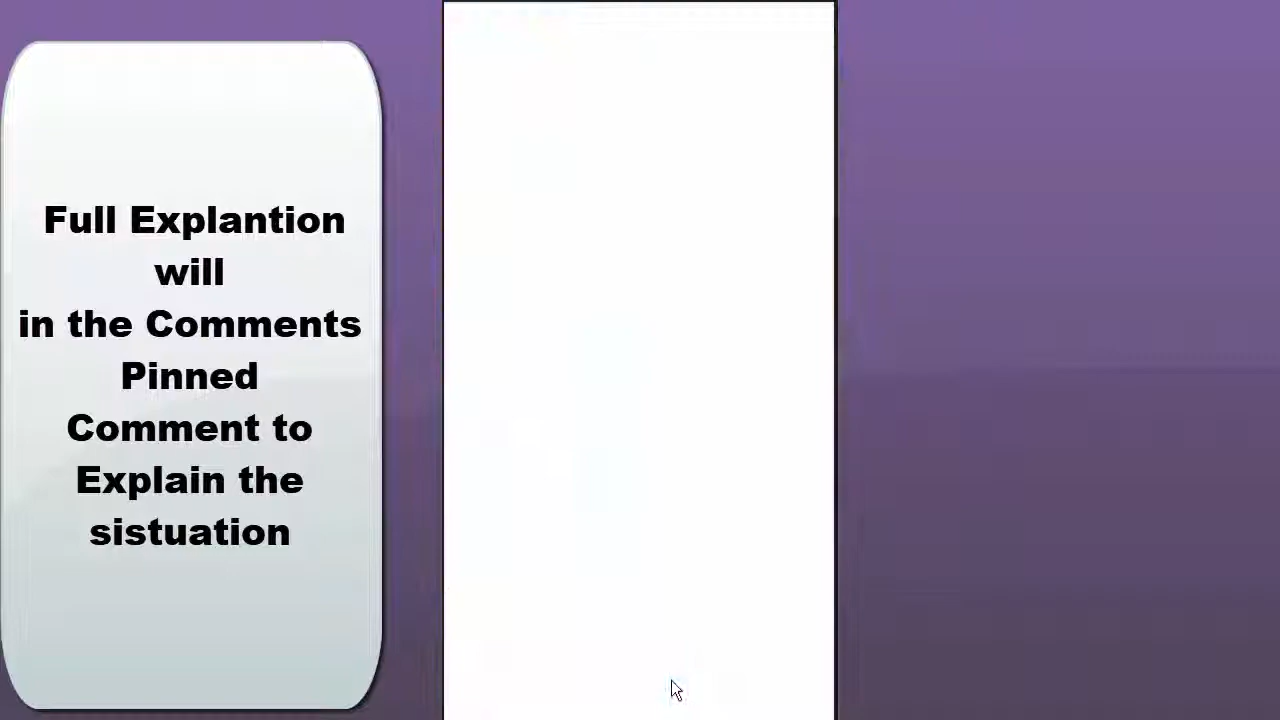 Full Explantion
will
in the Comments
Pinned
Comment to
Explain the
sistuation